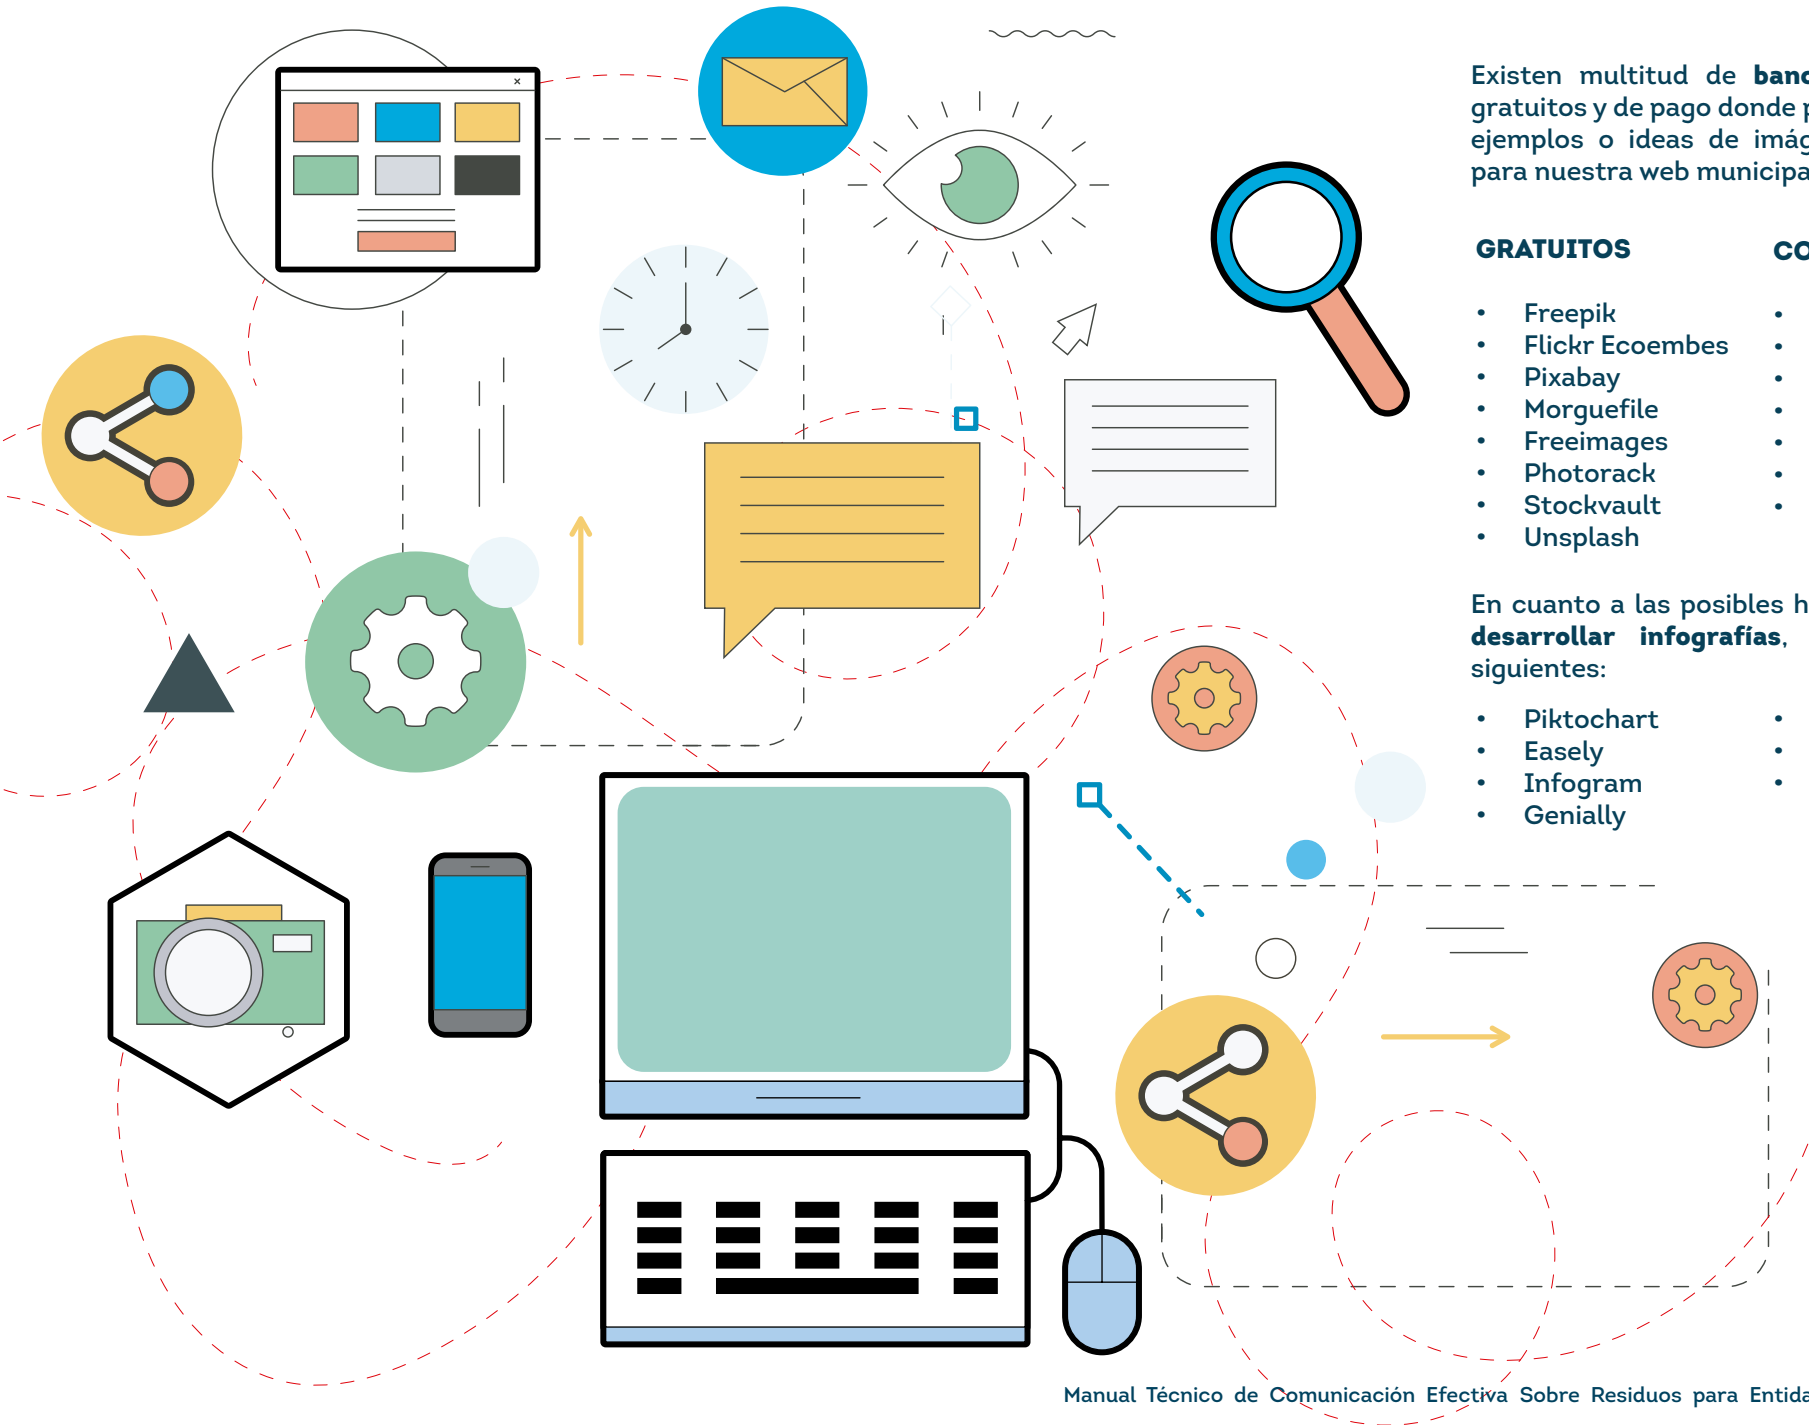 Existen multitud de
gratuitos y de pago donde
ejemplos o ideas de
para nuestra web
GRATUITOS
• Freepik
• Flickr Ecoembes
• Pixabay
• Morguefile
• Freeimages
• Photorack
• Stockvault
• Unsplash
En cuanto a las posibles
desarrollar infografías,
siguientes:
• Piktochart
• Easely
• Infogram
• Genially
Manual Técnico de Comunicación Efectiva Sobre Residuos para